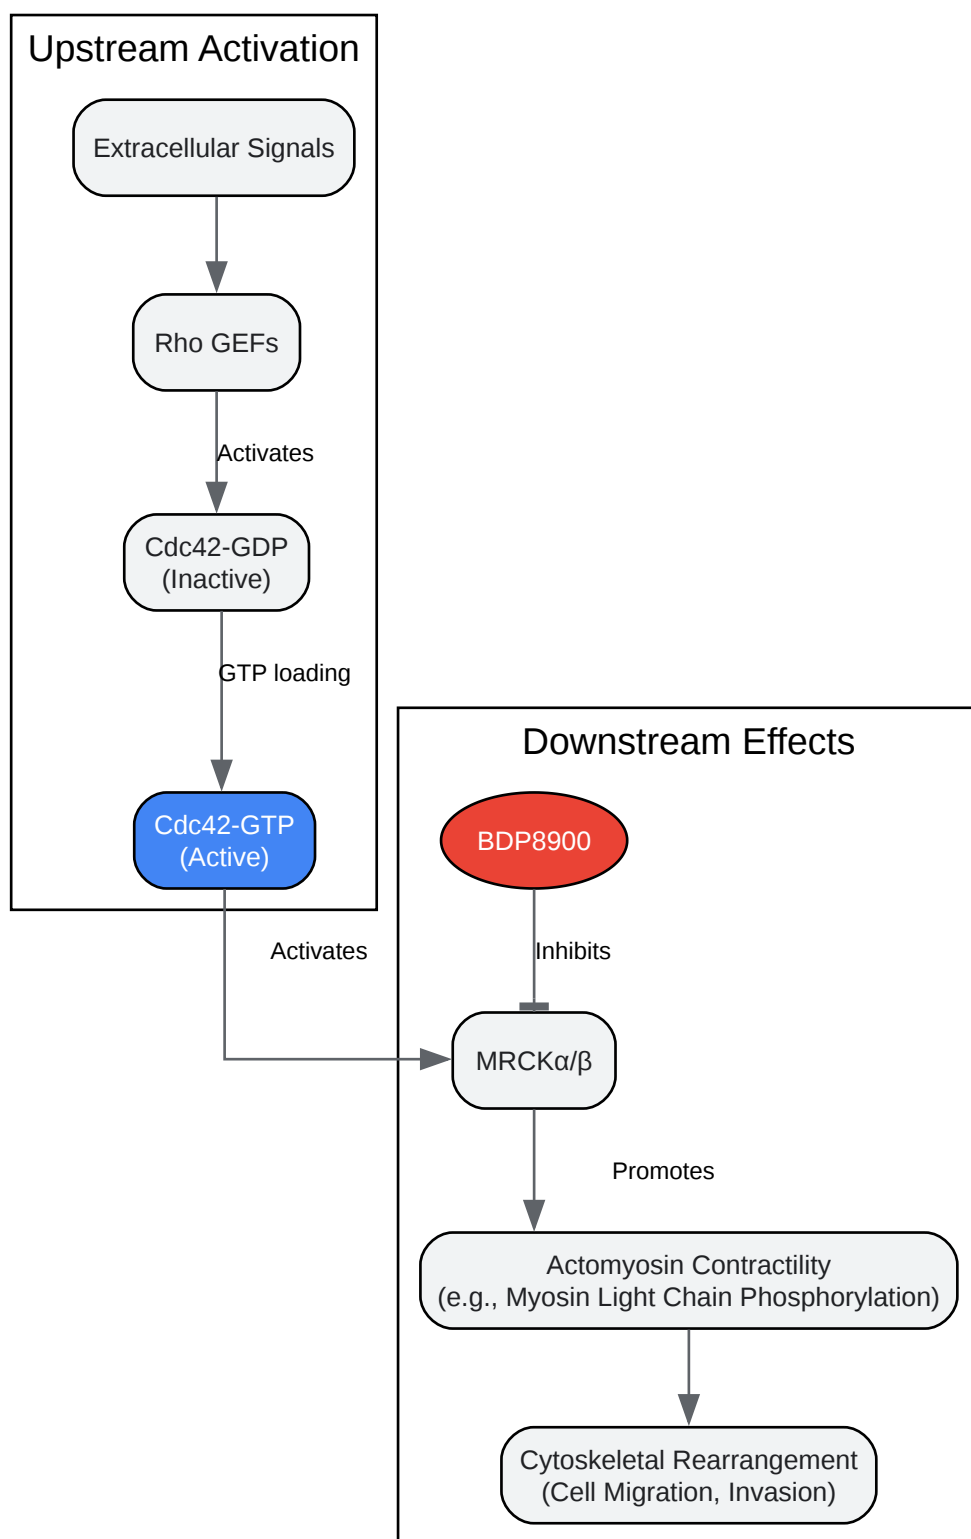 Upstream Activation
Extracellular Signals
Rho GEFs
Activates
Cdc42-GDP
(Inactive)
GTP loading
Cdc42-GTP
(Active)
Activates
Downstream Effects
BDP8900
Inhibits
MRCKα/β
Promotes
Actomyosin Contractility
(e.g., Myosin Light Chain Phosphorylation)
Cytoskeletal Rearrangement
(Cell Migration, Invasion)